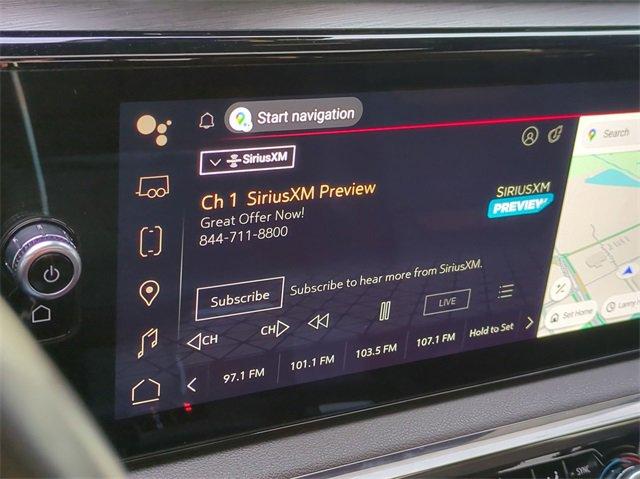 Start navigation
SiriusXM
Search
Ch 1 SiriusXM Preview
Great Offer Now!
844-711-8800
SIRIUSXM
PREVIEW
Subscribe
Subscribe to hear more from SiriusXM.
CH
CH
LIVE
Set Home
97.1 FM
101.1 FM
103.5 FM
107.1 FM
Hold to Set
SYNC